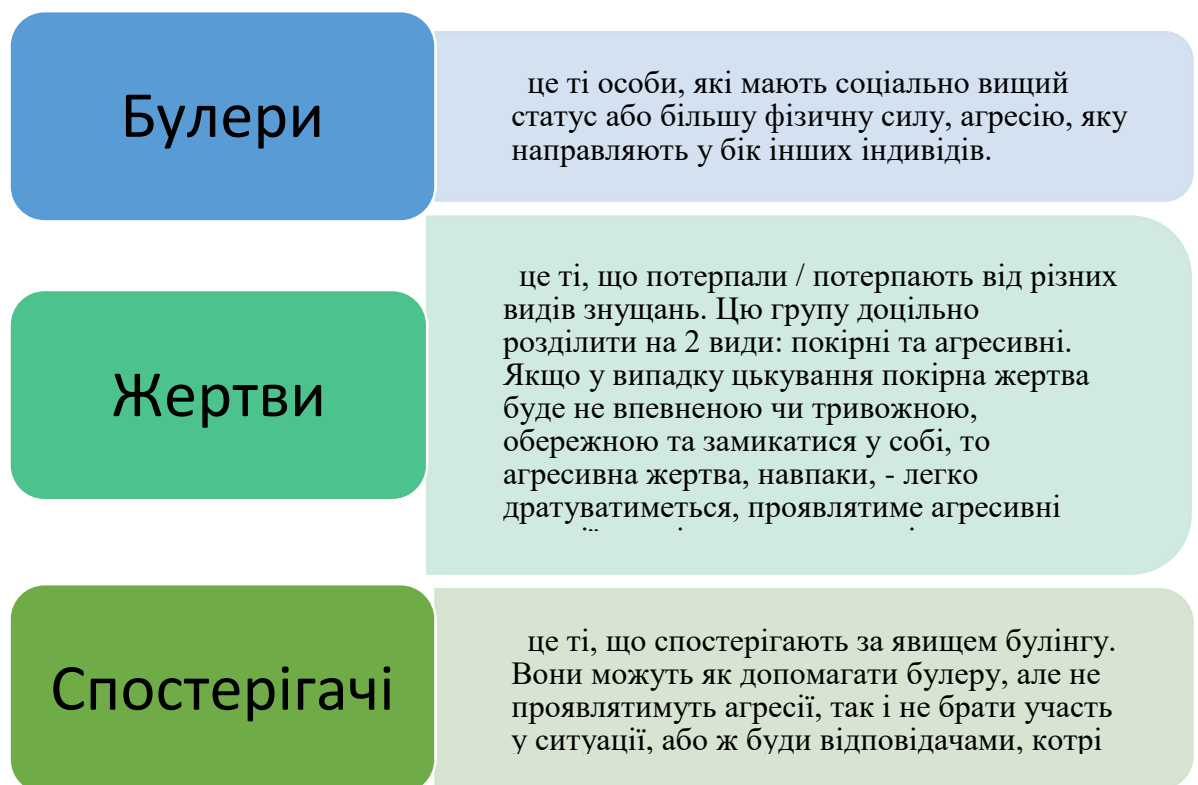 Булери
це ті особи, які мають соціально вищий
статус або більшу фізичну силу, агресію, яку
направляють у бік інших індивідів.
Жертви
це ті, що потерпали / потерпають від різних
видів знущань. Цю групу доцільно
розділити на 2 види: покірні та агресивні.
Якщо у випадку цькування покірна жертва
буде не впевненою чи тривожною,
обережною та замикатися у собі, то
агресивна жертва, навпаки, - легко
дратуватиметься, проявлятиме агресивні
Спостерігачі
це ті, що спостерігають за явищем булінгу.
Вони можуть як допомагати булеру, але не
проявлятимуть агресії, так і не брати участь
у ситуації, або ж буди відповідачами, котрі